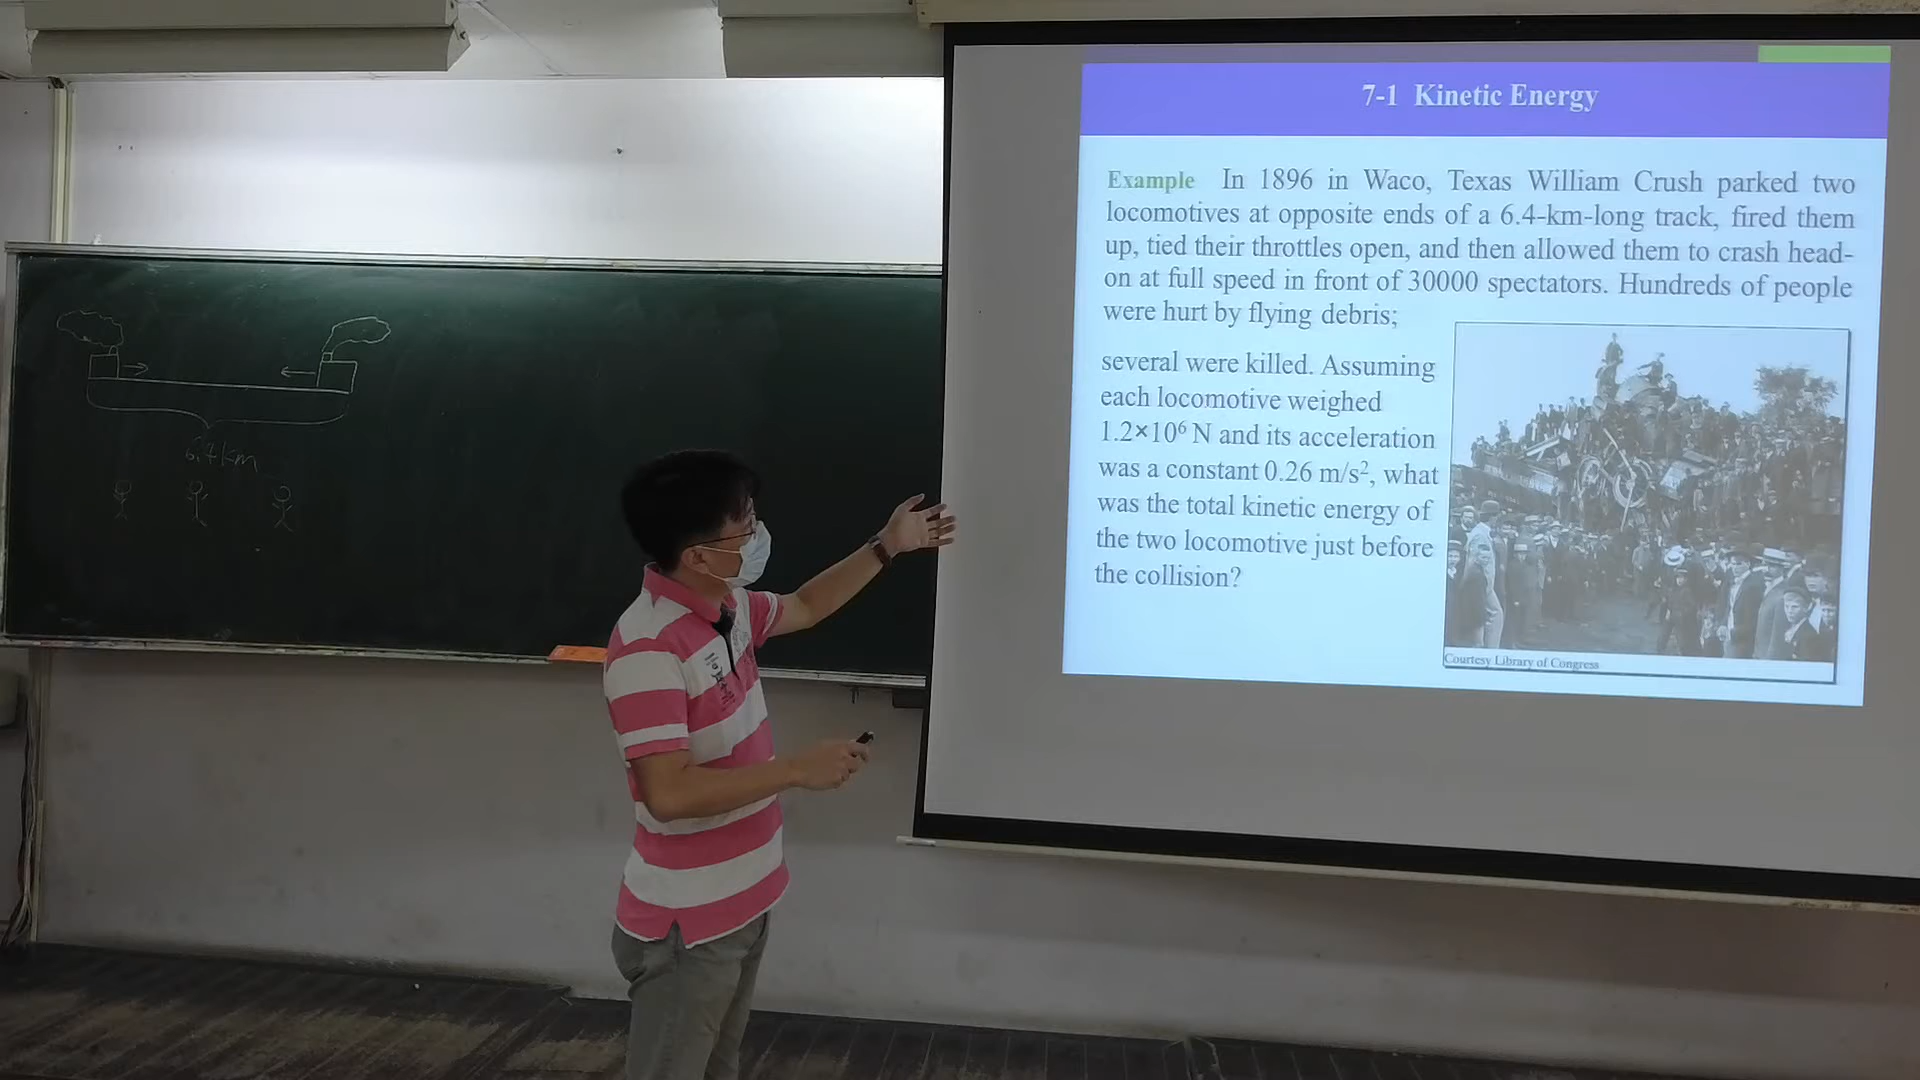 7-1 Kinetic Energy
Example In 1896 in Waco, Texas William Crush parked two
locomotives at opposite ends of a 6.4-km-long track, fired them
up, tied their throttles open, and then allowed them to crash head-
on at full speed in front of 30000 spectators. Hundreds of people
were hurt by flying debris;
several were killed. Assuming
each locomotive weighed
1.2×10⁶ N and its acceleration
was a constant 0.26 m/s², what
was the total kinetic energy of
the two locomotive just before
the collision?
Courtesy Library of Congress
km